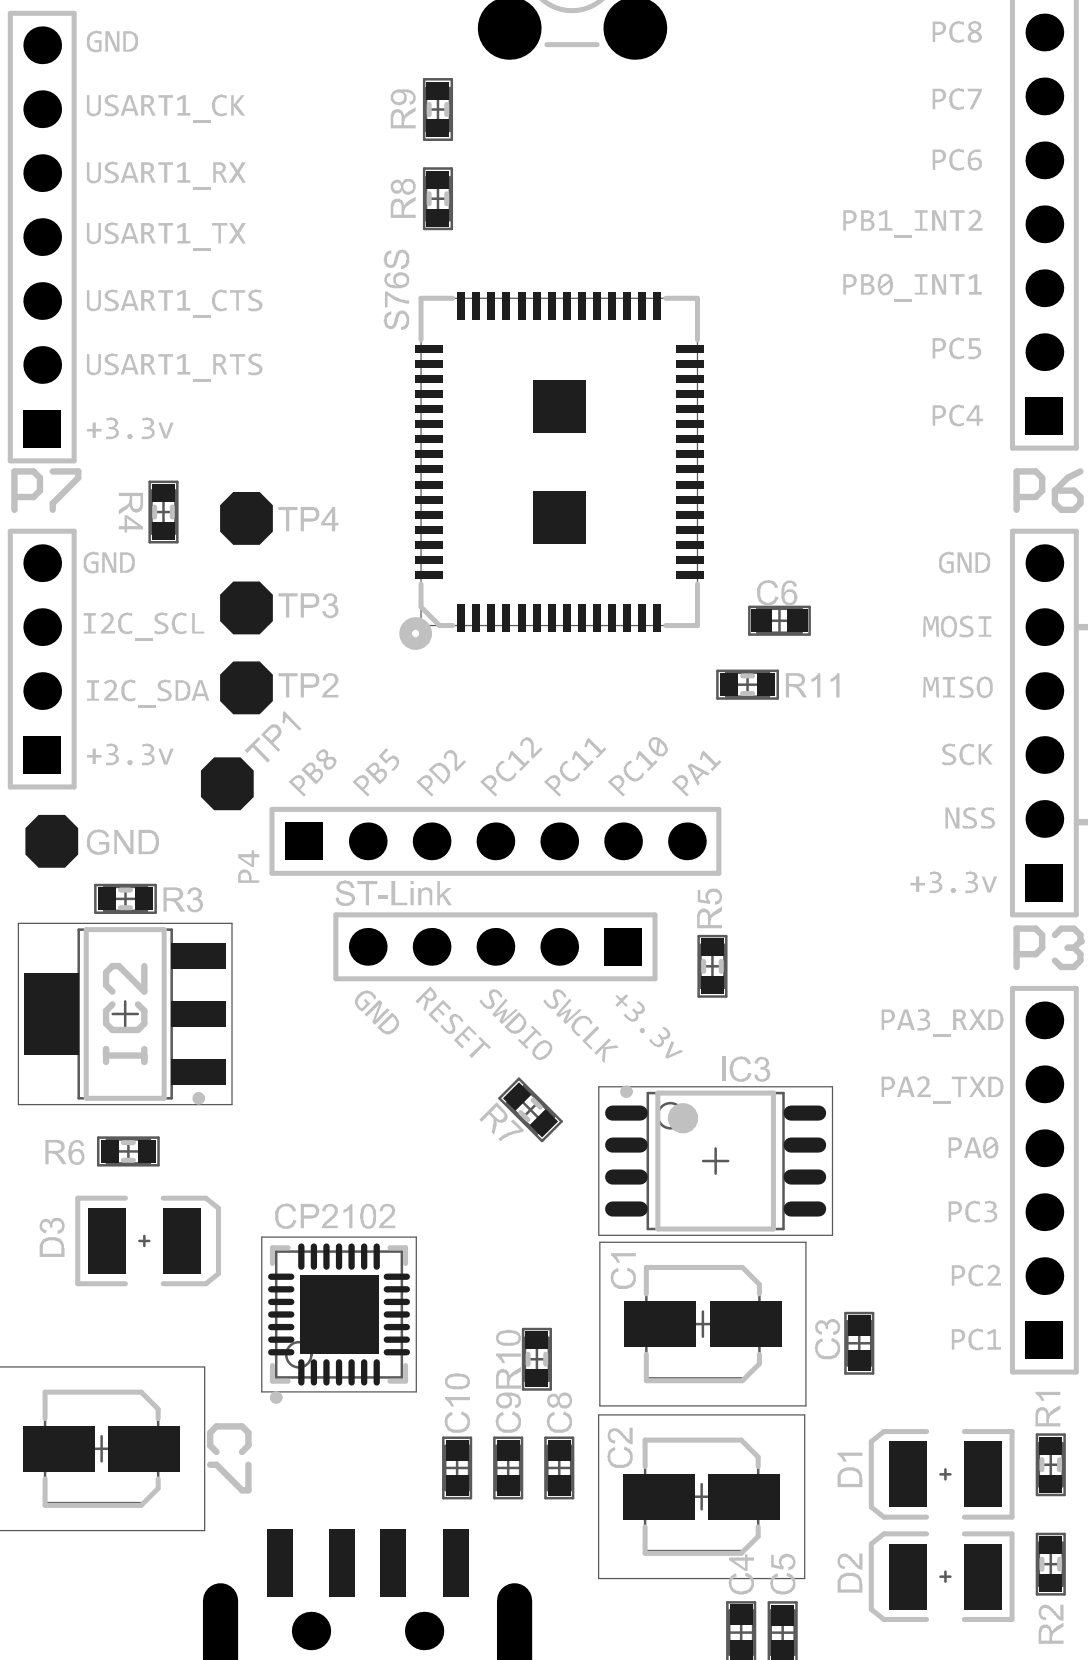 GND
USART1_CK
USART1_RX
USART1_TX
USART1_CTS
USART1_RTS
+3.3v
P7
R9
R8
S76S
PC8
PC7
PC6
PB1_INT2
PB0_INT1
PC5
PC4
P6
R4
TP4
TP3
TP2
TP1
GND
I2C_SCL
I2C_SDA
+3.3v
GND
C6
R11
GND
MOSI
MISO
SCK
NSS
+3.3v
P3
PB8
PB5
PD2
PC12
PC11
PC10
PA1
P4
ST-Link
GND
RESET
SWDIO
SWCLK
+3.3v
R5
R3
IC2
R6
D3
R7
IC3
PA3_RXD
PA2_TXD
PA0
PC3
PC2
PC1
CP2102
C1
C3
R10
C10
C9
C8
C7
C2
D1
R1
D2
R2
C4
C5